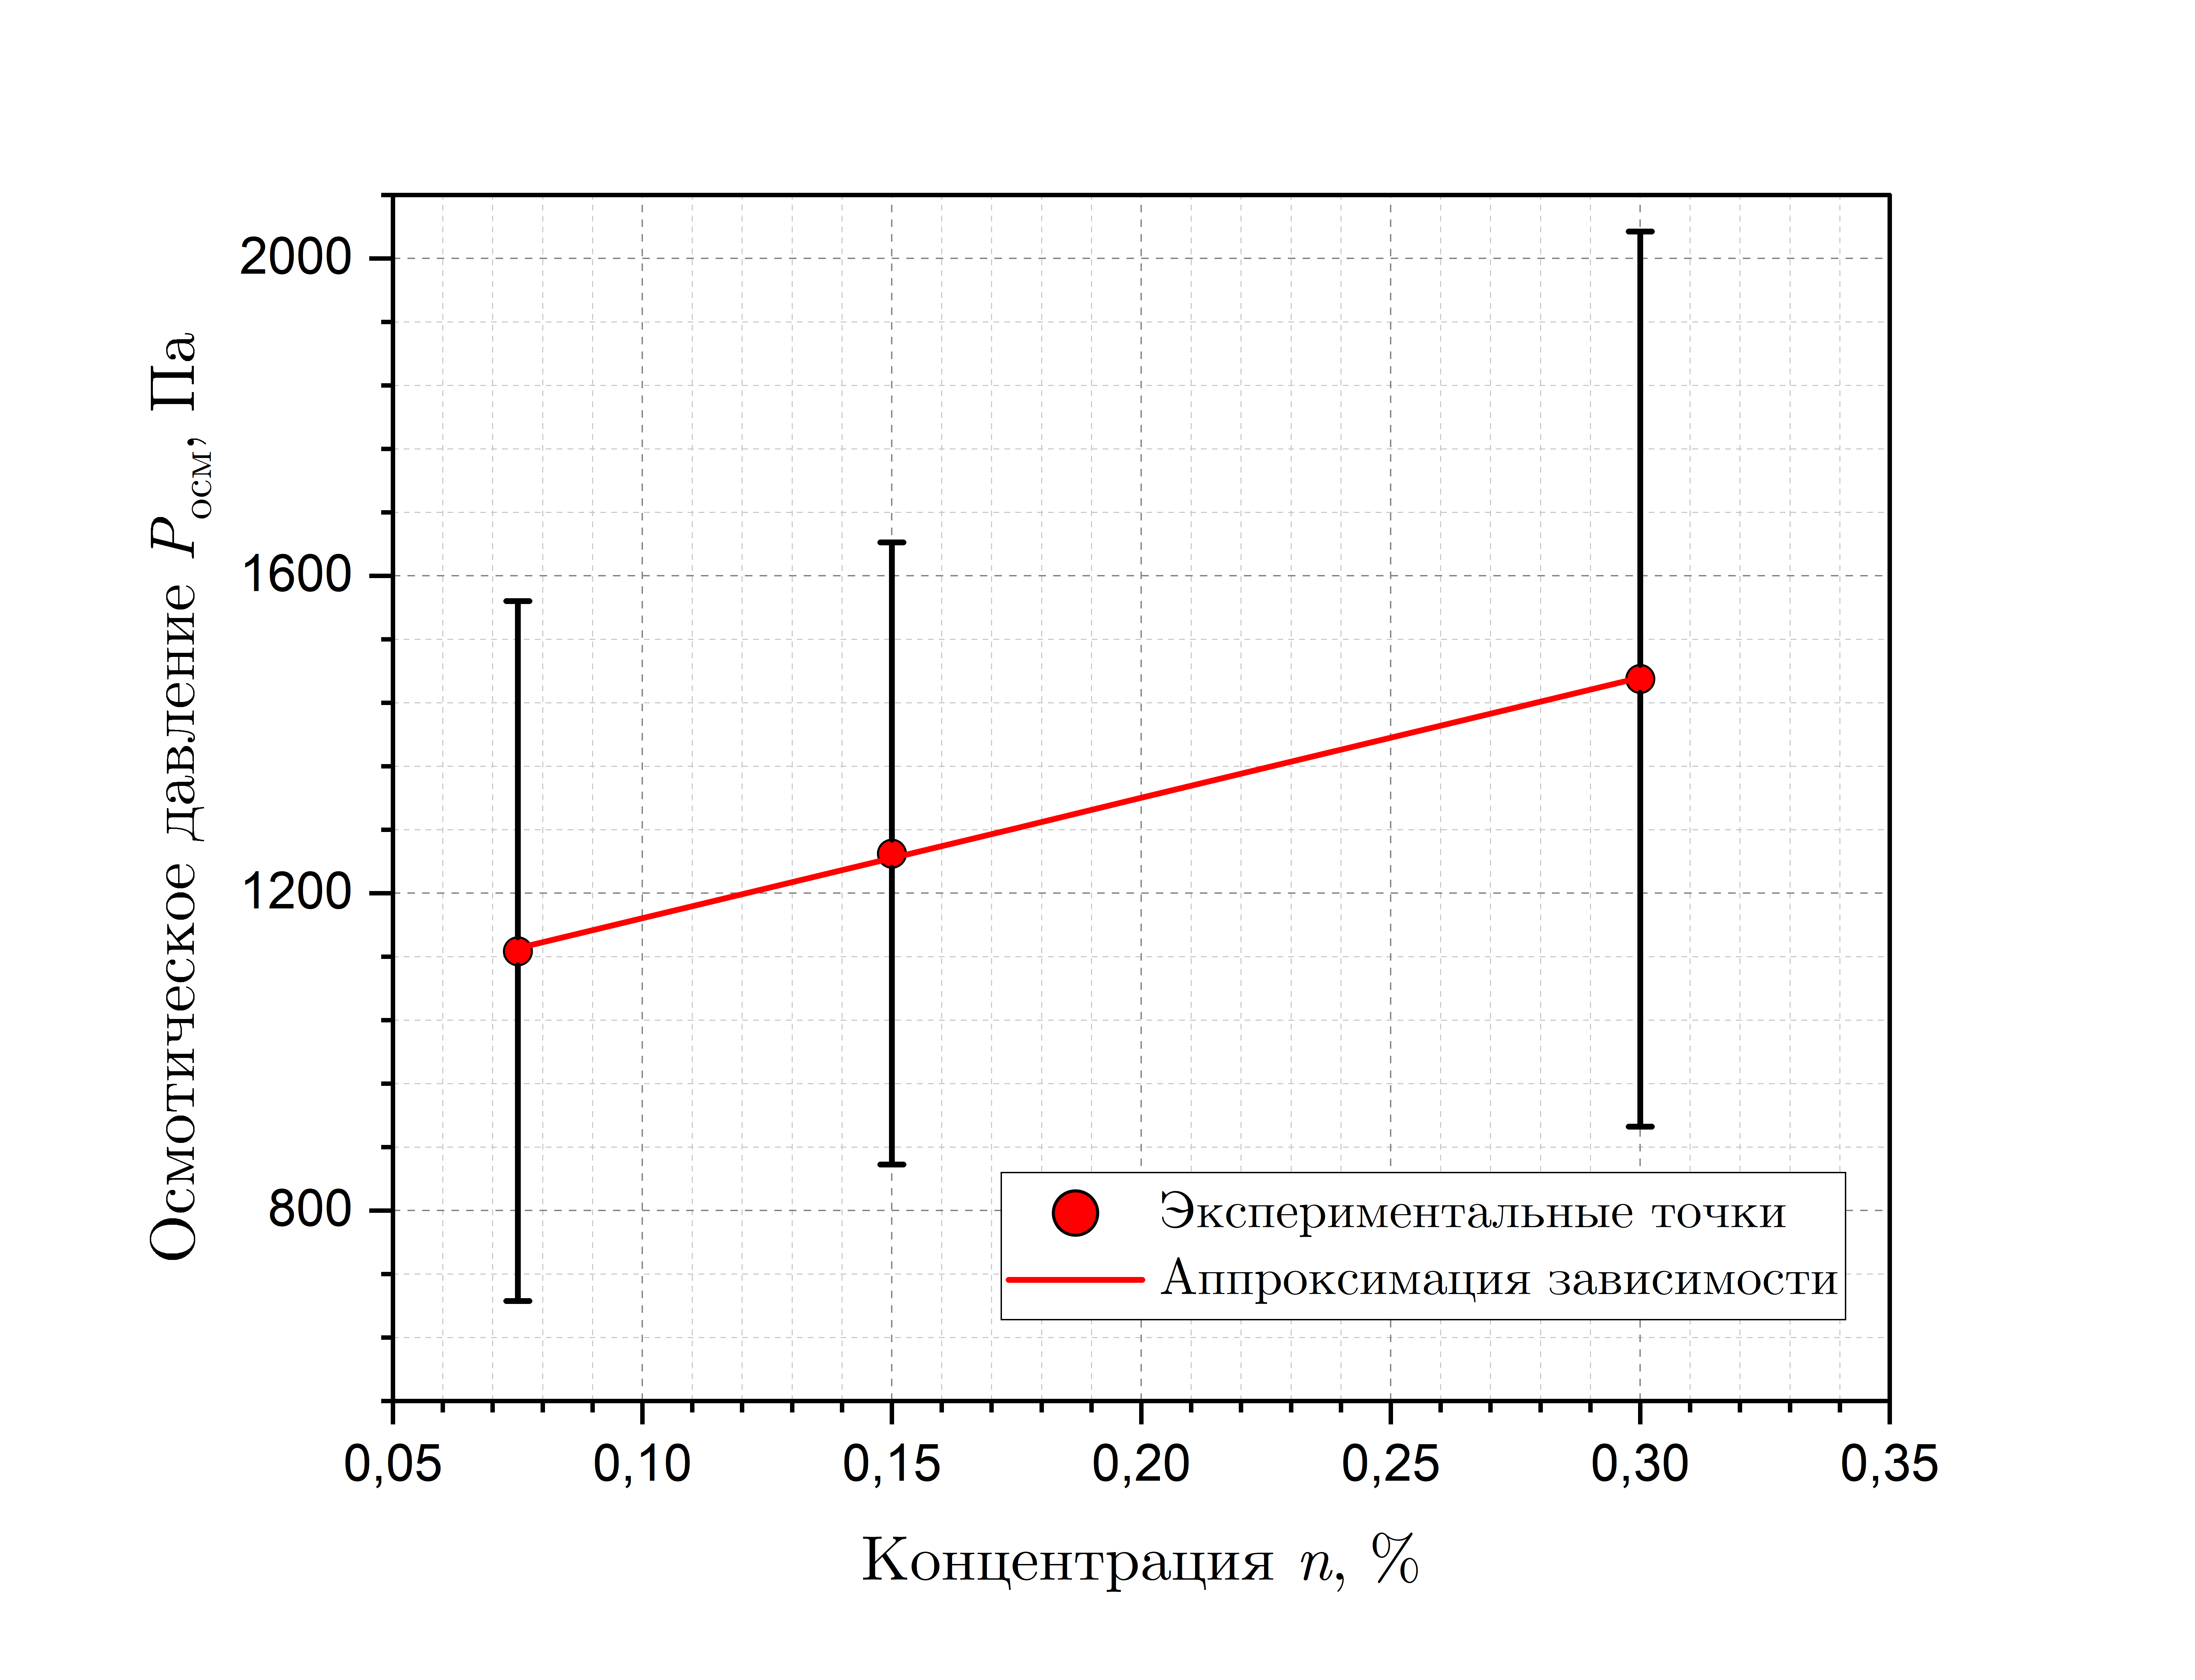 Осмотическое давление Pосм, Па
2000
1600
1200
800
Экспериментальные точки
Аппроксимация зависимости
0,05 0,10 0,15 0,20 0,25 0,30 0,35
Концентрация n, %